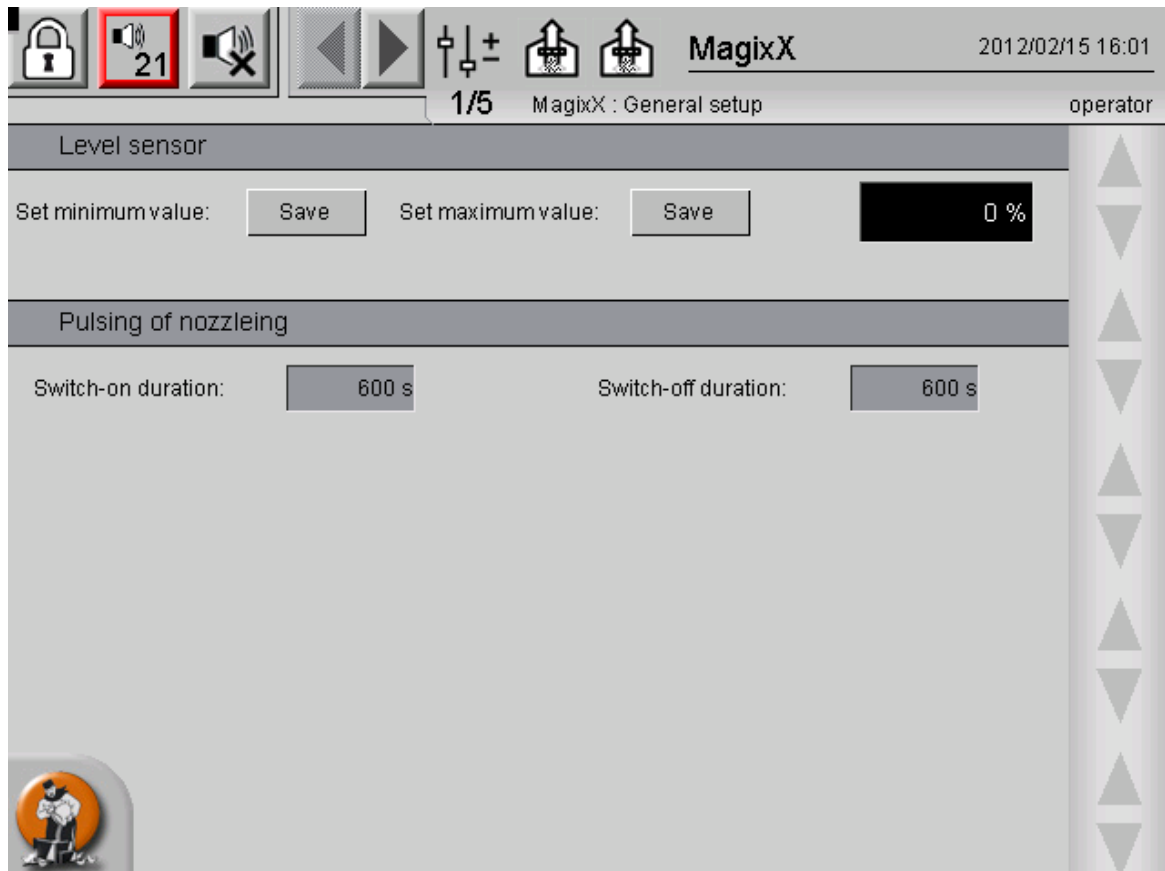 21
MagixX
2012/02/15 16:01
1/5
MagixX : General setup
operator
Level sensor
Set minimum value:
Save
Set maximum value:
Save
0 %
Pulsing of nozzleing
Switch-on duration:
600 s
Switch-off duration:
600 s